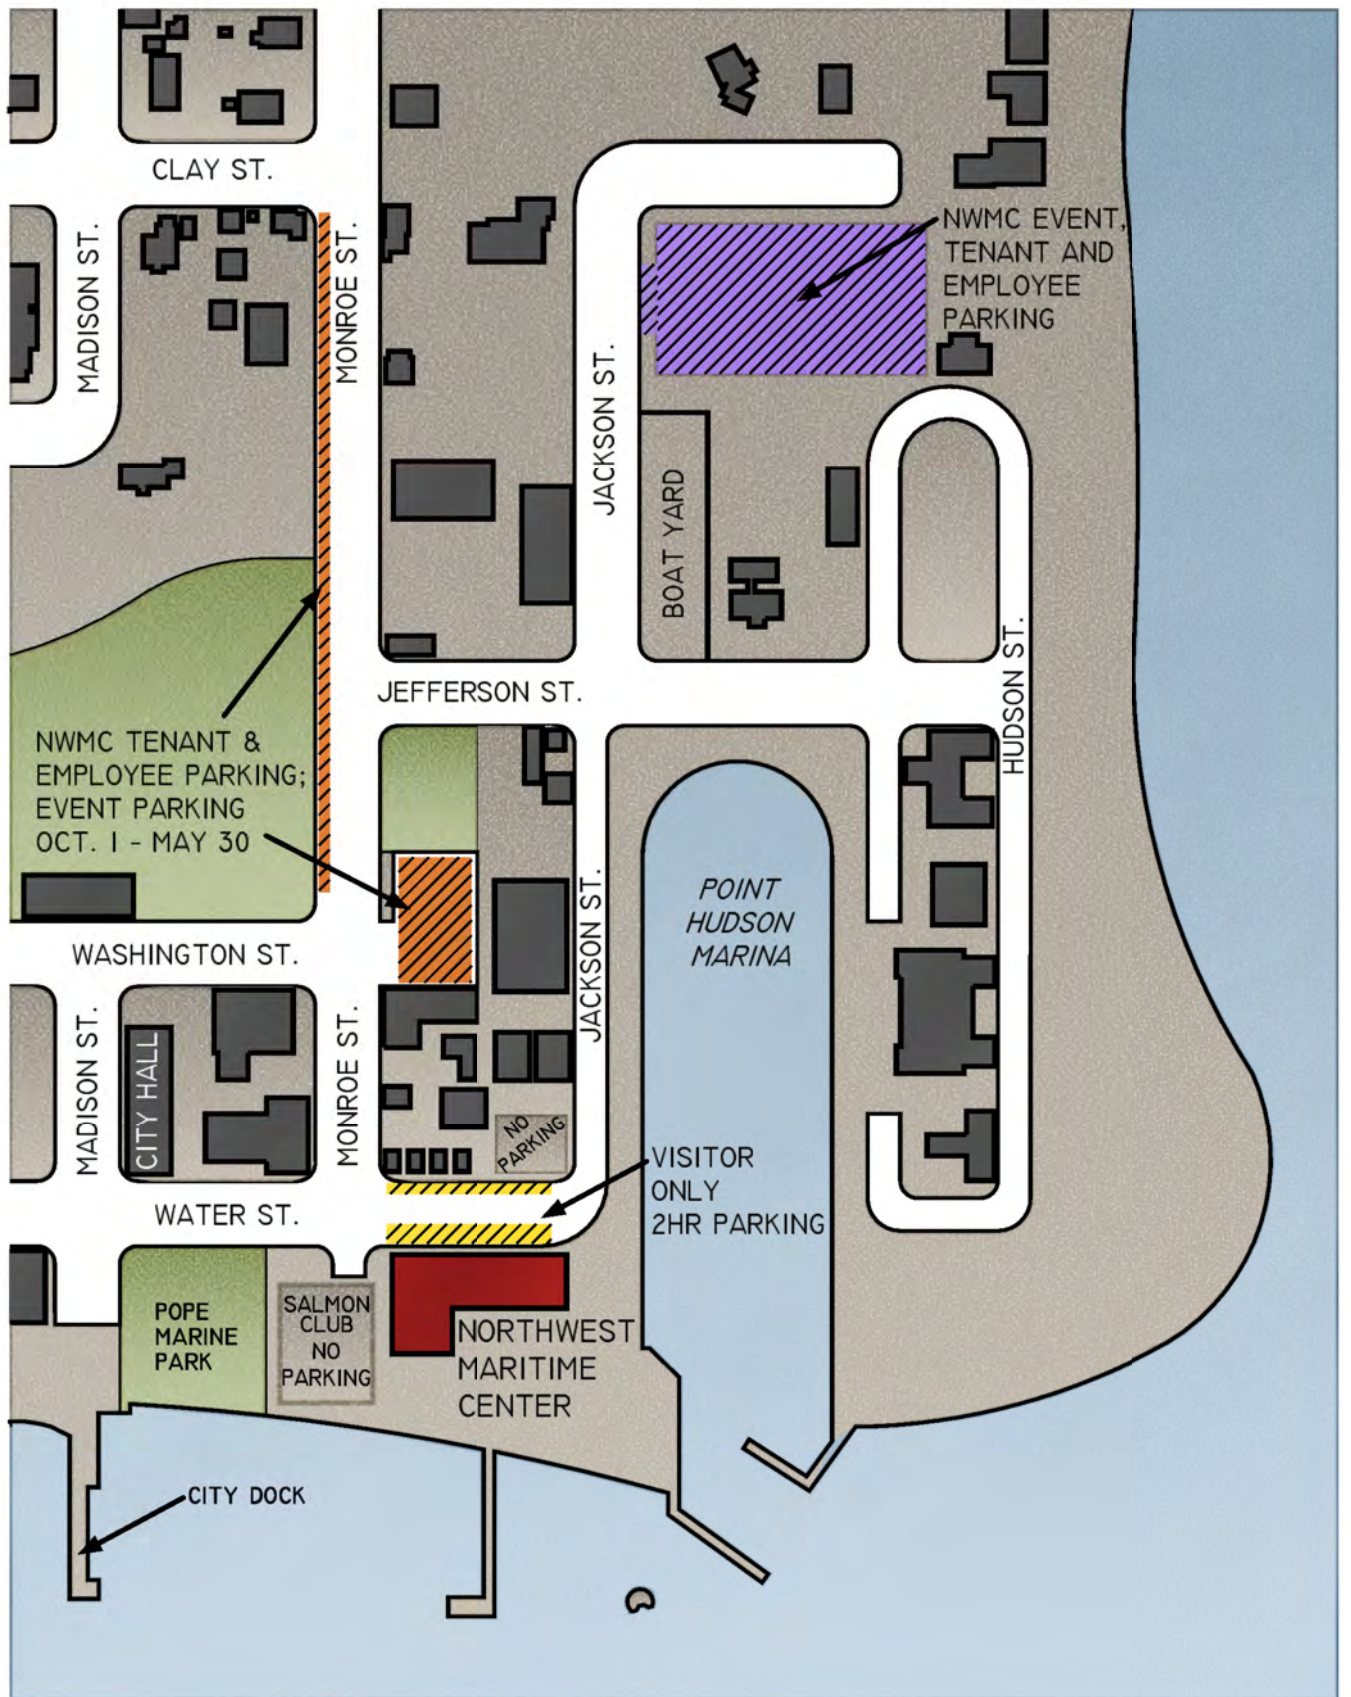 CLAY ST.
MADISON ST.
MONROE ST.
NWMC EVENT,
TENANT AND
EMPLOYEE
PARKING
JACKSON ST.
BOAT YARD
HUDSON ST.
JEFFERSON ST.
NWMC TENANT &
EMPLOYEE PARKING;
EVENT PARKING
OCT. 1 - MAY 30
POINT
HUDSON
MARINA
JACKSON ST.
WASHINGTON ST.
MADISON ST.
CITY HALL
MONROE ST.
NO
PARKING
VISITOR
ONLY
2HR PARKING
WATER ST.
POPE
MARINE
PARK
SALMON
CLUB
NO
PARKING
NORTHWEST
MARITIME
CENTER
CITY DOCK